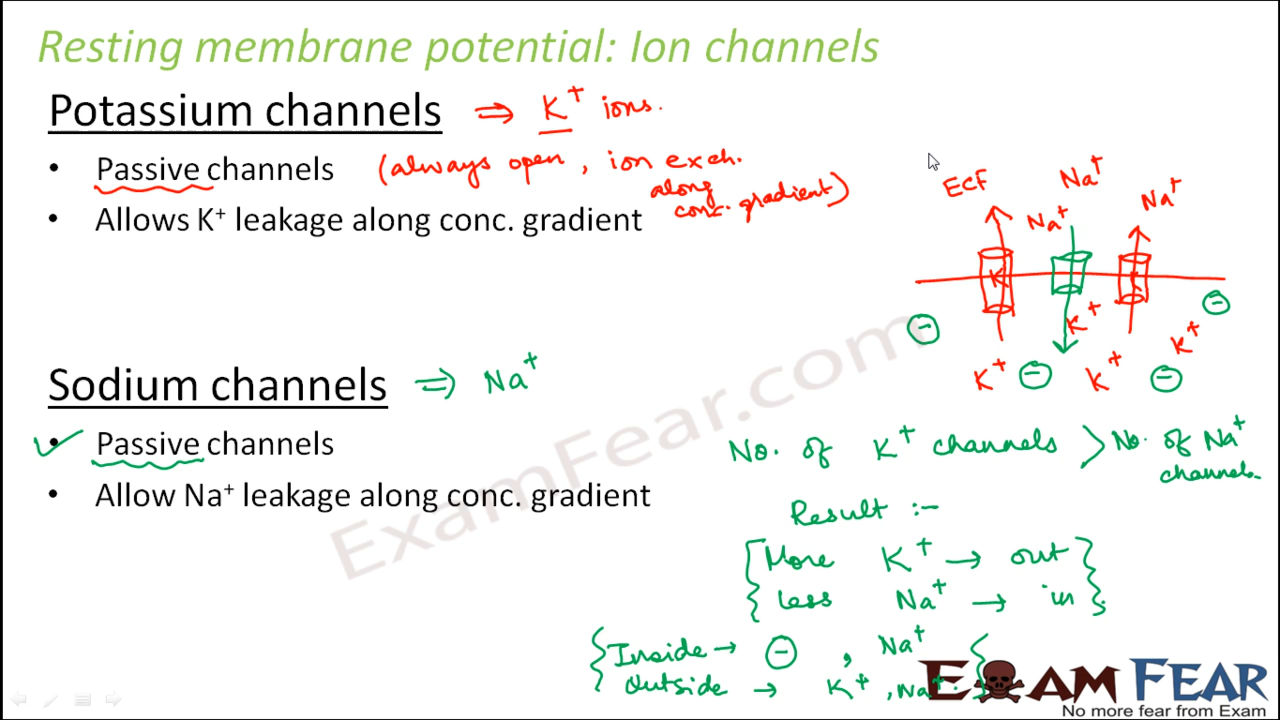 Resting membrane potential: Ion channels
Potassium channels ⇒ K⁺ ions.
• Passive channels (always open, ion exch.
along
conc. gradient)
• Allows K⁺ leakage along conc. gradient
ECF Na⁺ Na⁺
Na⁺
K
K⁺
K⁺
K⁺ ⊖ K⁺ ⊖
⊖ ⊖
Sodium channels ⇒ Na⁺
• Passive channels
• Allow Na⁺ leakage along conc. gradient
No. of K⁺ channels > No. of Na⁺
channels.
Result :-
[More K⁺ → out]
{less Na⁺ → in}
{Inside → ⊖ , Na⁺
Outside → K⁺ , Na⁺.}
ExamFear.com
EXAM FEAR
No more fear from Exam